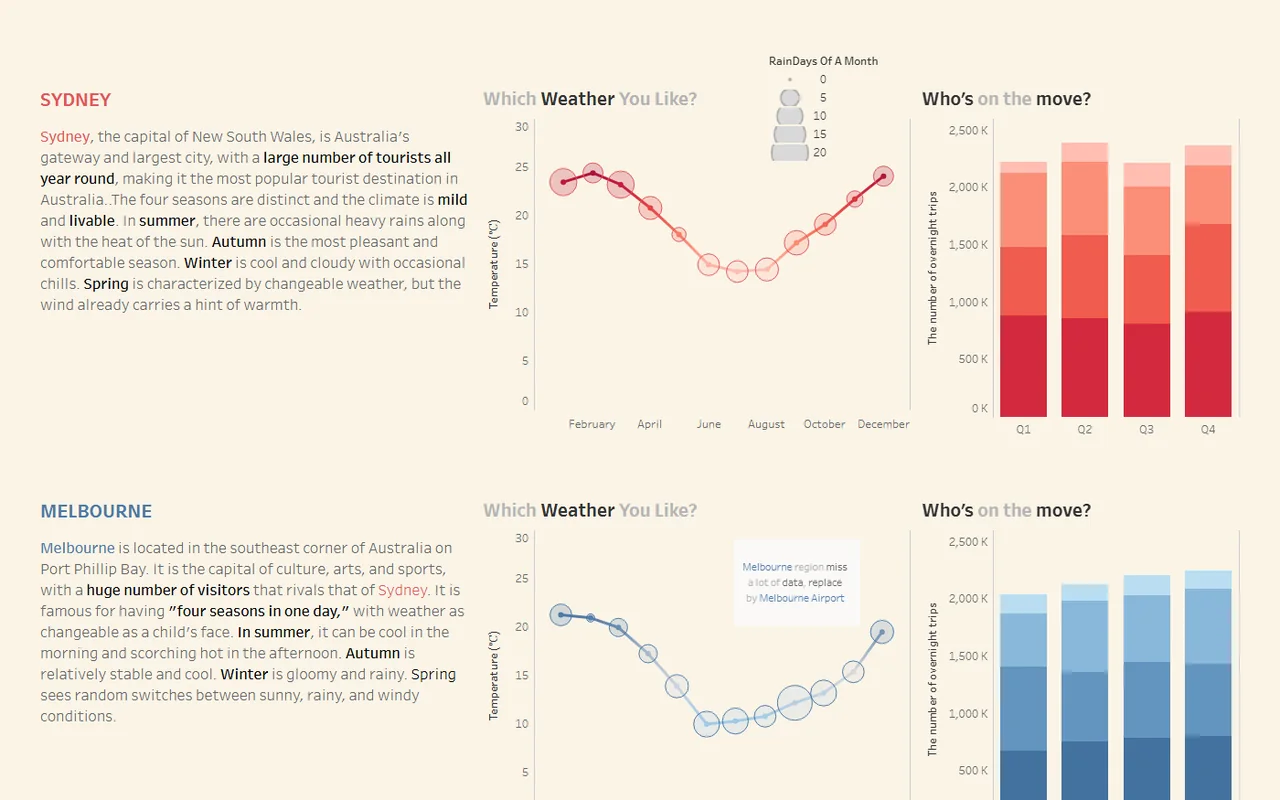 SYDNEY
Sydney, the capital of New South Wales, is Australia's
gateway and largest city, with a large number of tourists all
year round, making it the most popular tourist destination in
Australia..The four seasons are distinct and the climate is mild
and livable. In summer, there are occasional heavy rains along
with the heat of the sun. Autumn is the most pleasant and
comfortable season. Winter is cool and cloudy with occasional
chills. Spring is characterized by changeable weather, but the
wind already carries a hint of warmth.
Which Weather You Like?
RainDays Of A Month
0
5
10
15
20
Temperature (°C)
30
25
20
15
10
5
0
February April June August October December
Who's on the move?
The number of overnight trips
2,500 K
2,000 K
1,500 K
1,000 K
500 K
0 K
Q1 Q2 Q3 Q4
MELBOURNE
Melbourne is located in the southeast corner of Australia on
Port Phillip Bay. It is the capital of culture, arts, and sports,
with a huge number of visitors that rivals that of Sydney. It is
famous for having "four seasons in one day," with weather as
changeable as a child's face. In summer, it can be cool in the
morning and scorching hot in the afternoon. Autumn is
relatively stable and cool. Winter is gloomy and rainy. Spring
sees random switches between sunny, rainy, and windy
conditions.
Which Weather You Like?
Melbourne region miss
a lot of data, replace
by Melbourne Airport
Temperature (°C)
30
25
20
15
10
5
Who's on the move?
The number of overnight trips
2,500 K
2,000 K
1,500 K
1,000 K
500 K